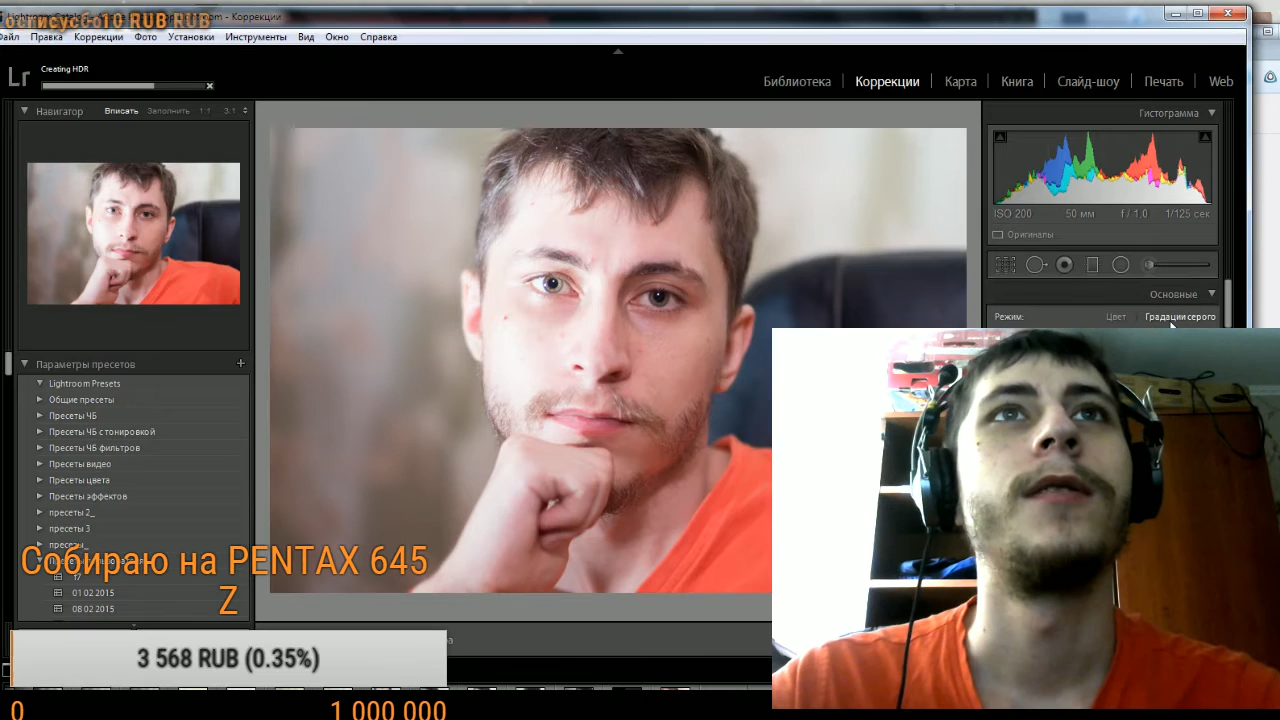 Коррекции
Файл Правка Коррекции Фото Установки Инструменты Вид Окно Справка
Lr
Creating HDR
Библиотека Коррекции Карта Книга Слайд-шоу Печать Web
Навигатор Вписать Заполнить 1:1 3:1
Гистограмма
ISO 200 50 мм f / 1.0 1/125 сек
Оригиналы
Основные
Режим: Цвет Градации серого
Параметры пресетов
Lightroom Presets
Общие пресеты
Пресеты ЧБ
Пресеты ЧБ с тонировкой
Пресеты ЧБ фильтров
Пресеты видео
Пресеты цвета
Пресеты эффектов
пресеты 2_
пресеты 3
пресеты_
Собираю на PENTAX 645
Z
01 02 2015
08 02 2015
3 568 RUB (0.35%)
0 1 000 000